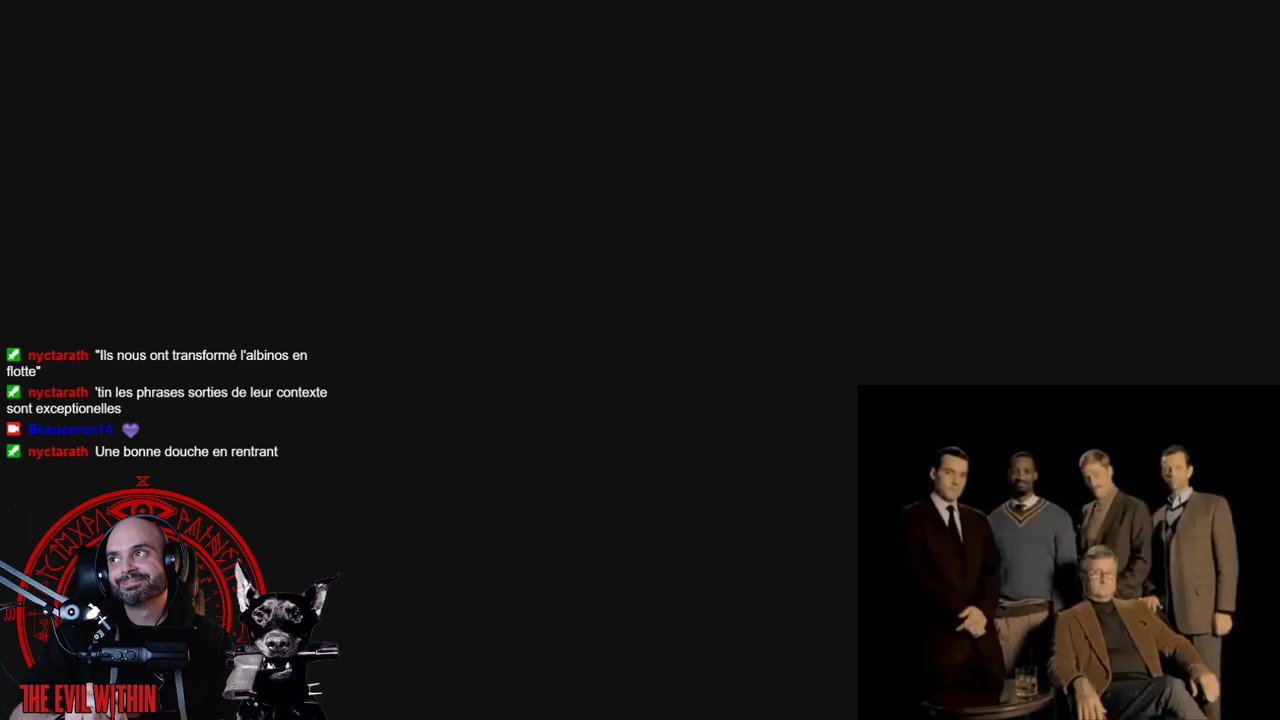 nyctarath "Ils nous ont transformé l'albinos en
flotte"
nyctarath 'tin les phrases sorties de leur contexte
sont exceptionelles
Beauceron14
nyctarath Une bonne douche en rentrant
THE EVIL WITHIN